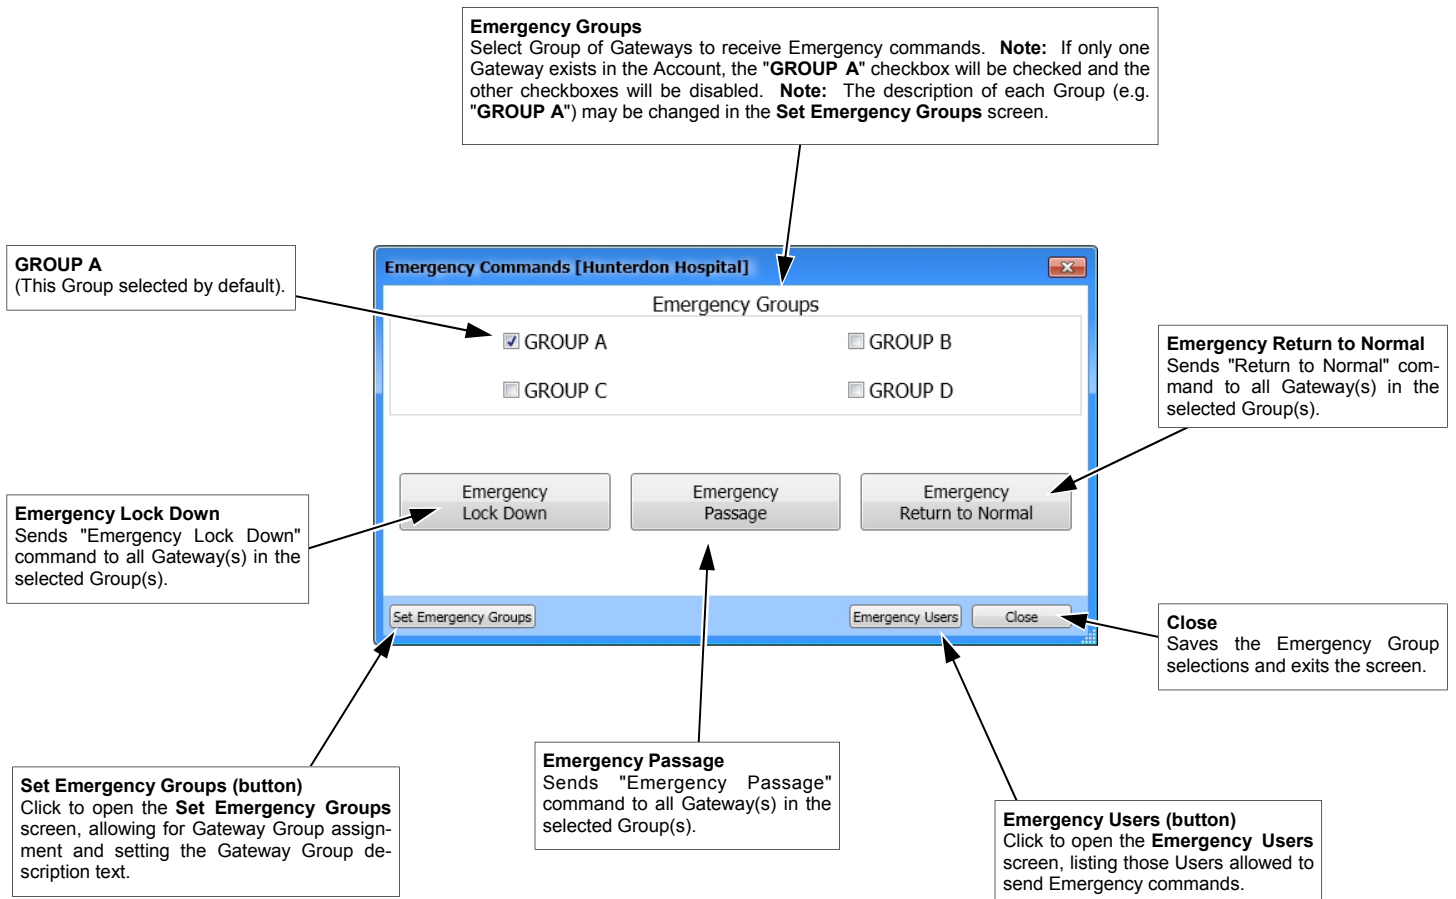 Emergency Groups
Select Group of Gateways to receive Emergency commands. Note: If only one
Gateway exists in the Account, the "GROUP A" checkbox will be checked and the
other checkboxes will be disabled. Note: The description of each Group (e.g.
"GROUP A") may be changed in the Set Emergency Groups screen.
GROUP A
(This Group selected by default).
Emergency Commands [Hunterdon Hospital]
Emergency Groups
GROUP A
GROUP B
GROUP C
GROUP D
Emergency Return to Normal
Sends "Return to Normal" com-
mand to all Gateway(s) in the
selected Group(s).
Emergency
Lock Down
Emergency
Passage
Emergency
Return to Normal
Emergency Lock Down
Sends "Emergency Lock Down"
command to all Gateway(s) in the
selected Group(s).
Set Emergency Groups
Emergency Users
Close
Close
Saves the Emergency Group
selections and exits the screen.
Set Emergency Groups (button)
Click to open the Set Emergency Groups
screen, allowing for Gateway Group assign-
ment and setting the Gateway Group de-
scription text.
Emergency Passage
Sends "Emergency Passage"
command to all Gateway(s) in the
selected Group(s).
Emergency Users (button)
Click to open the Emergency Users
screen, listing those Users allowed to
send Emergency commands.